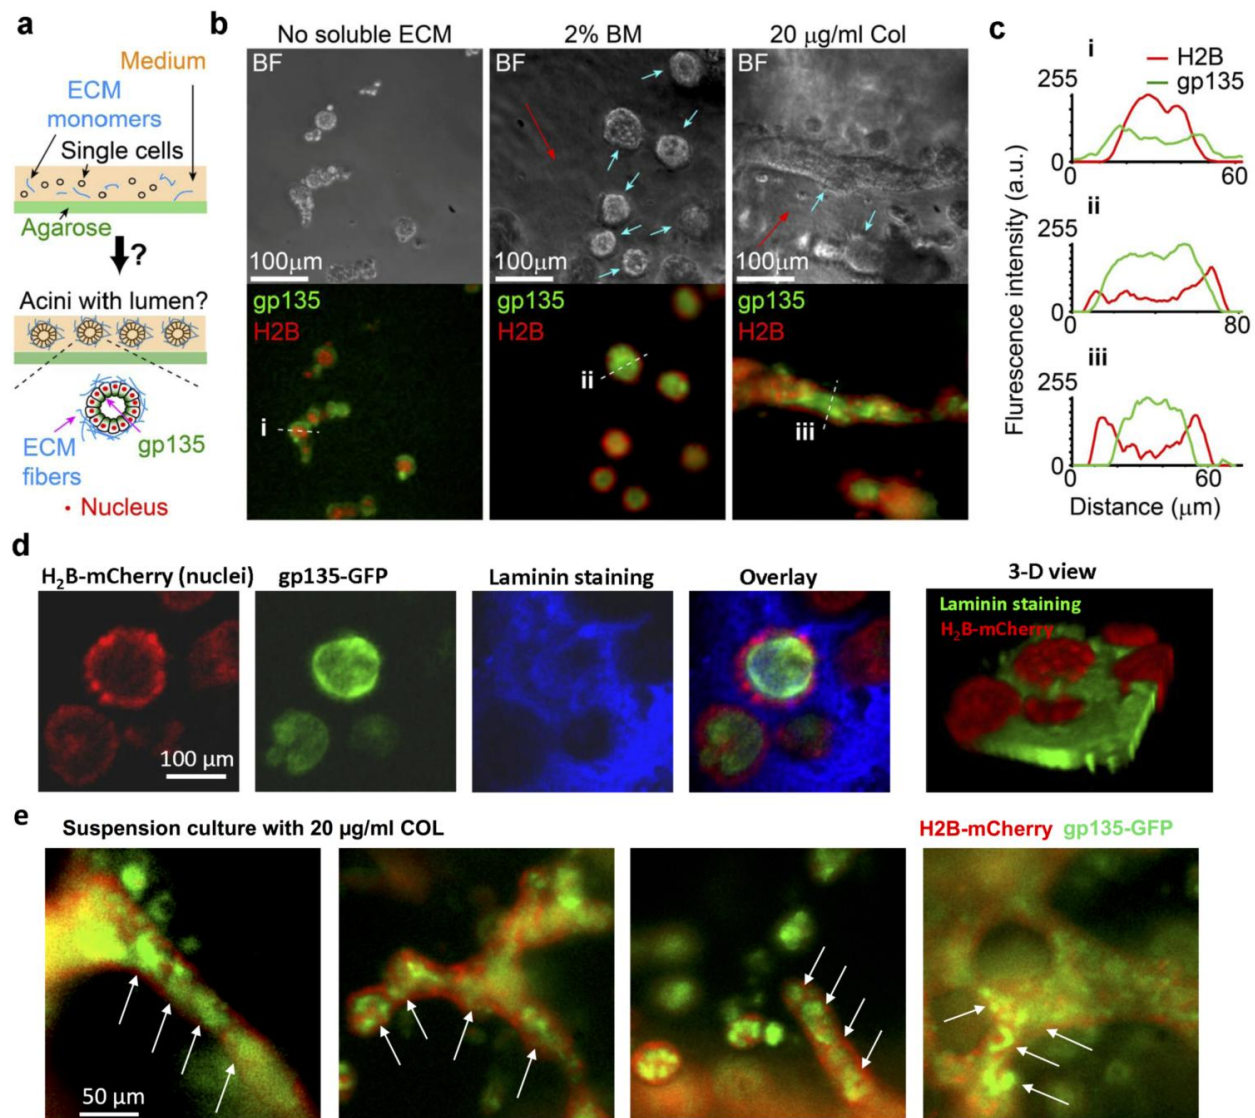 a
Medium
ECM
monomers
Single cells
Agarose
?
Acini with lumen?
ECM
fibers
gp135
Nucleus
b
No soluble ECM
2% BM
20 μg/ml Col
BF
BF
BF
100μm
100μm
100μm
gp135
H2B
gp135
H2B
gp135
H2B
i
ii
iii
c
i
H2B
gp135
255
0
0
60
ii
255
0
0
80
iii
255
0
0
60
Flurescence intensity (a.u.)
Distance (μm)
d
H2B-mCherry (nuclei)
gp135-GFP
Laminin staining
Overlay
3-D view
100 μm
Laminin staining
H2B-mCherry
e
Suspension culture with 20 μg/ml COL
H2B-mCherry gp135-GFP
50 μm